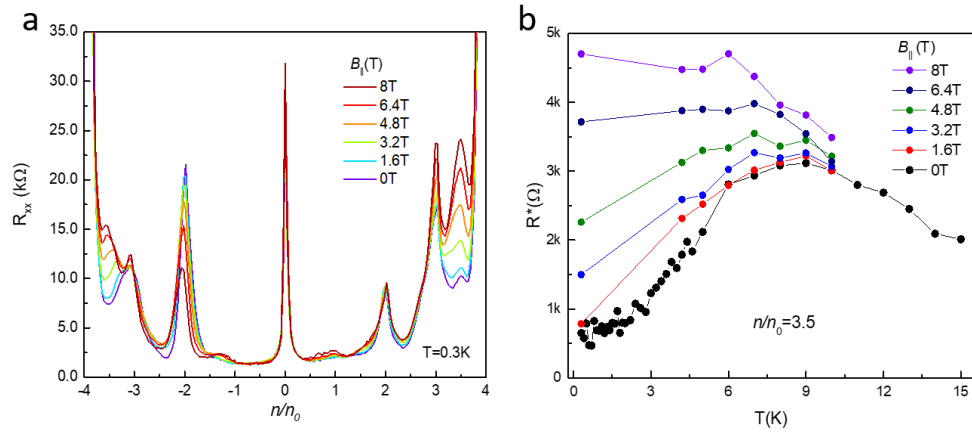 a
R_xx (kΩ)
35.0
30.0
25.0
20.0
15.0
10.0
5.0
0.0
B_||(T)
8T
6.4T
4.8T
3.2T
1.6T
0T
T=0.3K
-4 -3 -2 -1 0 1 2 3 4
n/n_0
b
R*(Ω)
5k
4k
3k
2k
1k
0
B_||(T)
8T
6.4T
4.8T
3.2T
1.6T
0T
n/n_0=3.5
0 3 6 9 12 15
T(K)